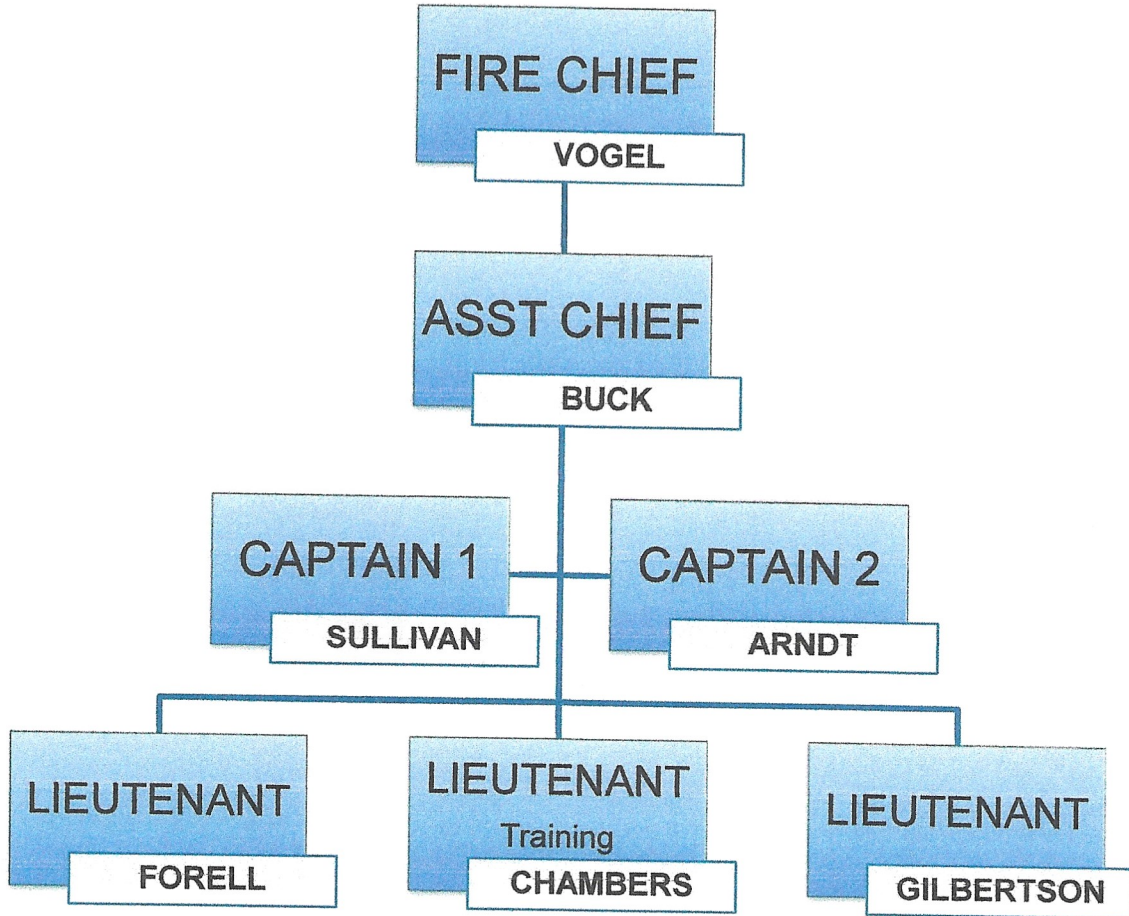 FIRE CHIEF
VOGEL
ASST CHIEF
BUCK
CAPTAIN 1
SULLIVAN
CAPTAIN 2
ARNDT
LIEUTENANT
FORELL
LIEUTENANT
Training
CHAMBERS
LIEUTENANT
GILBERTSON